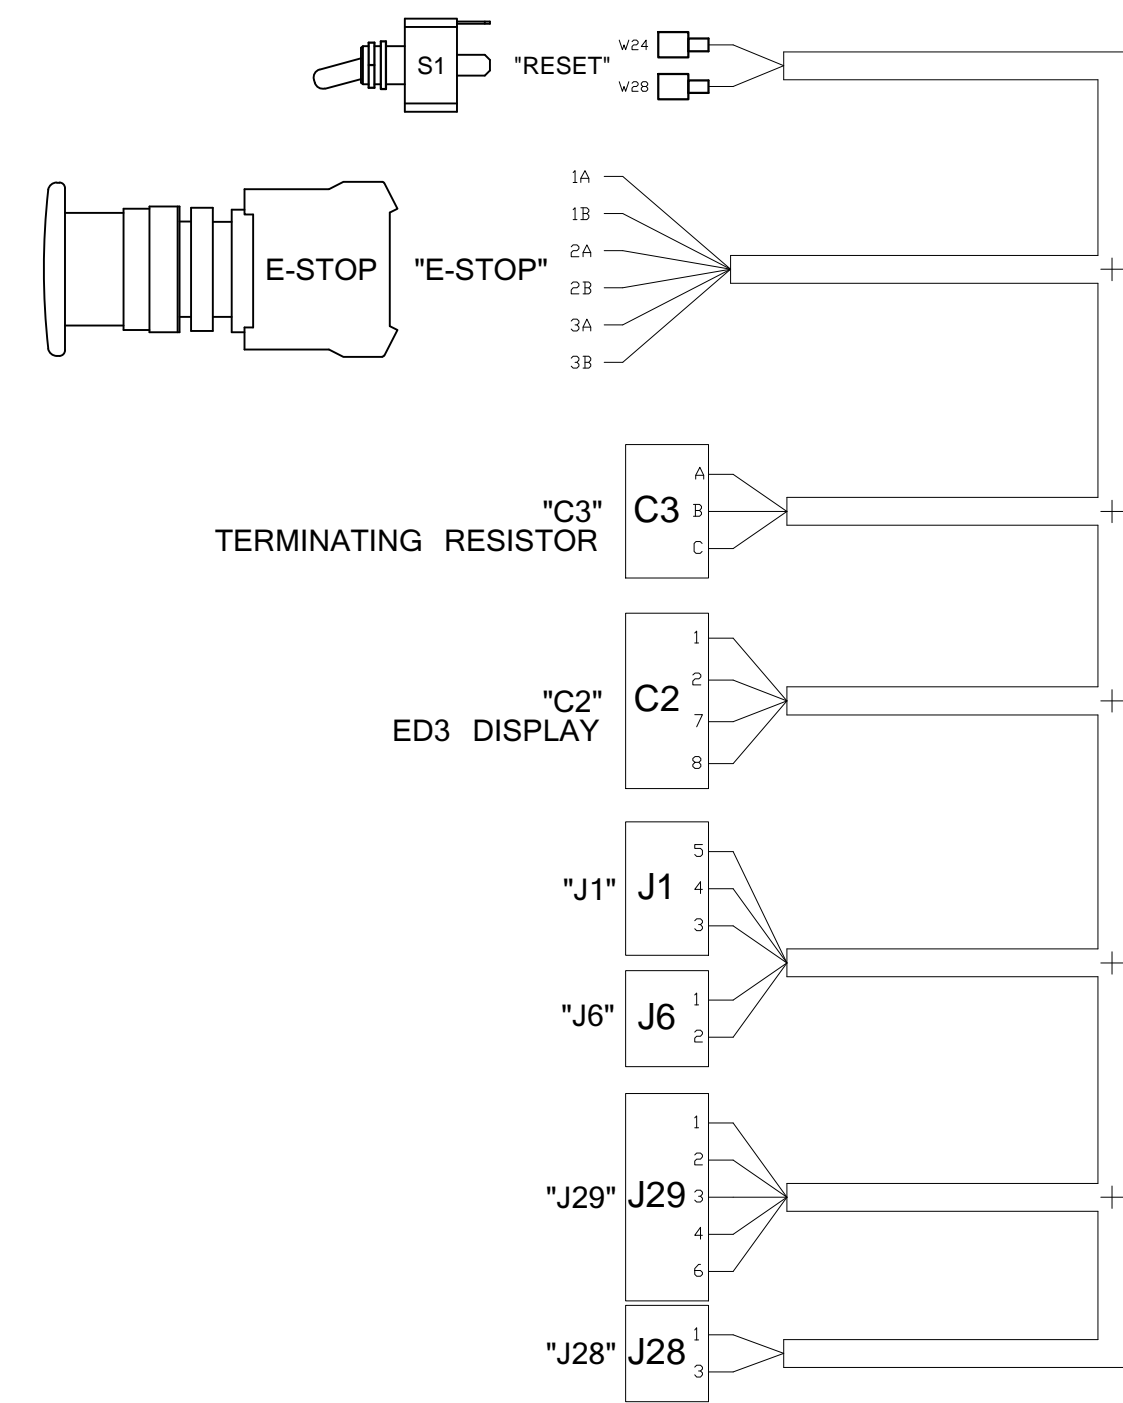 S1 "RESET" W24
W28
1A
1B
2A
E-STOP "E-STOP"
2B
3A
3B
A
"C3" C3 B
TERMINATING RESISTOR
C
1
2
"C2" C2
7
ED3 DISPLAY
8
5
"J1" J1 4
3
1
"J6" J6
2
1
2
"J29" J29 3
4
6
1
"J28" J28
3